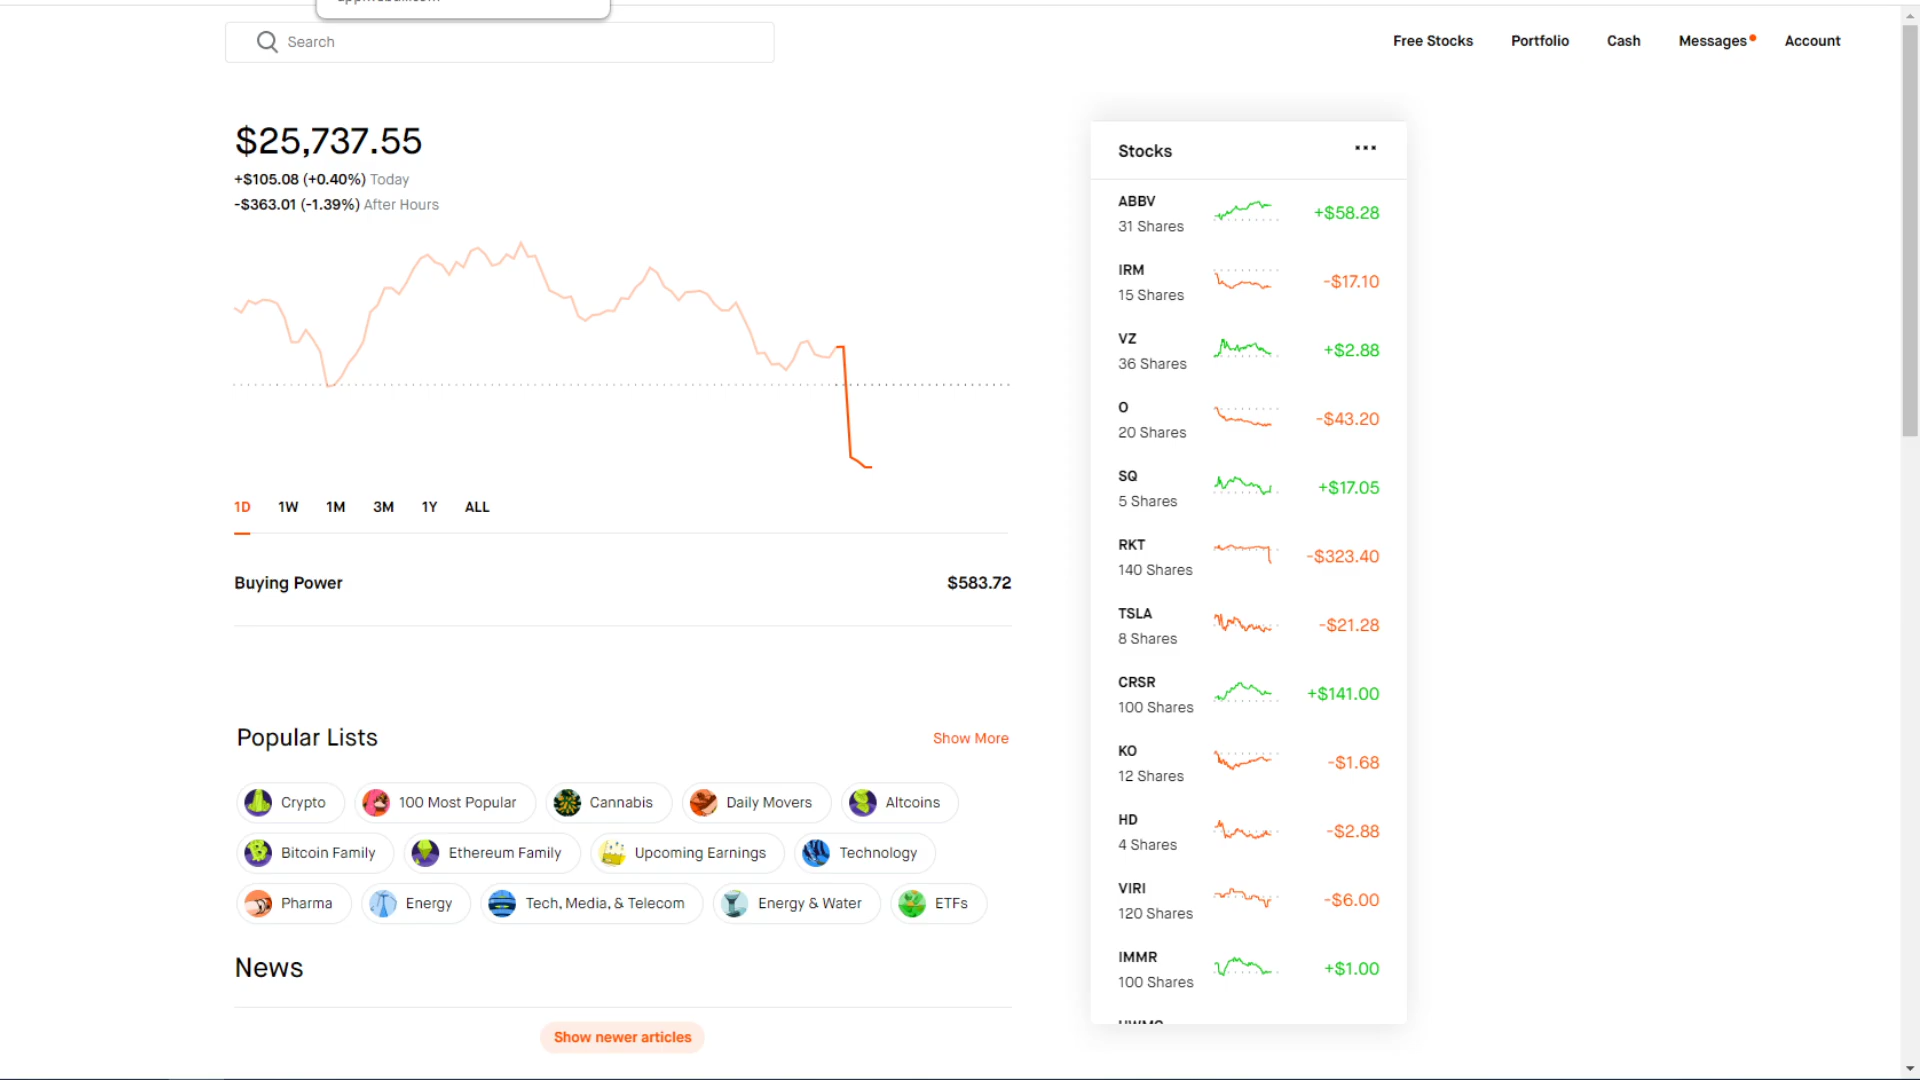 Search
Free Stocks
Portfolio
Cash
Messages
Account
$25,737.55
+$105.08 (+0.40%) Today
-$363.01 (-1.39%) After Hours
1D
1W
1M
3M
1Y
ALL
Buying Power
$583.72
Popular Lists
Show More
Crypto
100 Most Popular
Cannabis
Daily Movers
Altcoins
Bitcoin Family
Ethereum Family
Upcoming Earnings
Technology
Pharma
Energy
Tech, Media, & Telecom
Energy & Water
ETFs
News
Show newer articles
Stocks
ABBV
31 Shares
+$58.28
IRM
15 Shares
-$17.10
VZ
36 Shares
+$2.88
O
20 Shares
-$43.20
SQ
5 Shares
+$17.05
RKT
140 Shares
-$323.40
TSLA
8 Shares
-$21.28
CRSR
100 Shares
+$141.00
KO
12 Shares
-$1.68
HD
4 Shares
-$2.88
VIRI
120 Shares
-$6.00
IMMR
100 Shares
+$1.00